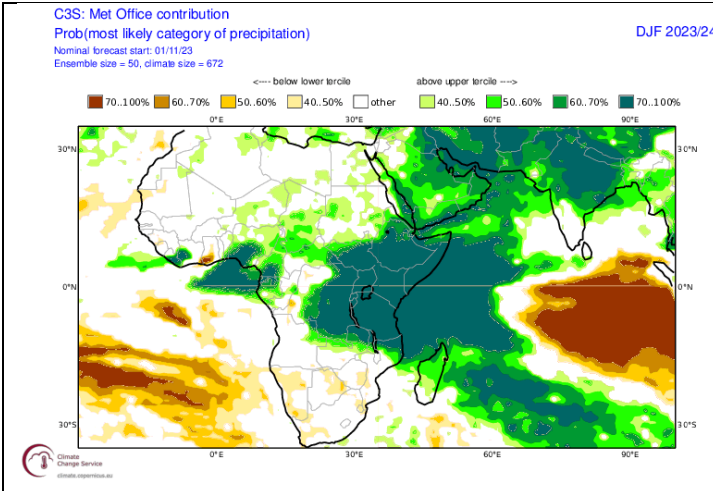 C3S: Met Office contribution
Prob(most likely category of precipitation)
DJF 2023/24
Nominal forecast start: 01/11/23
Ensemble size = 50, climate size = 672
<---- below lower tercile above upper tercile ---->
70..100% 60..70% 50..60% 40..50% other 40..50% 50..60% 60..70% 70..100%
0°E 30°E 60°E 90°E
30°N 30°N
0°N 0°N
30°S 30°S
0°E 30°E 60°E 90°E
Climate
Change Service
climate.copernicus.eu